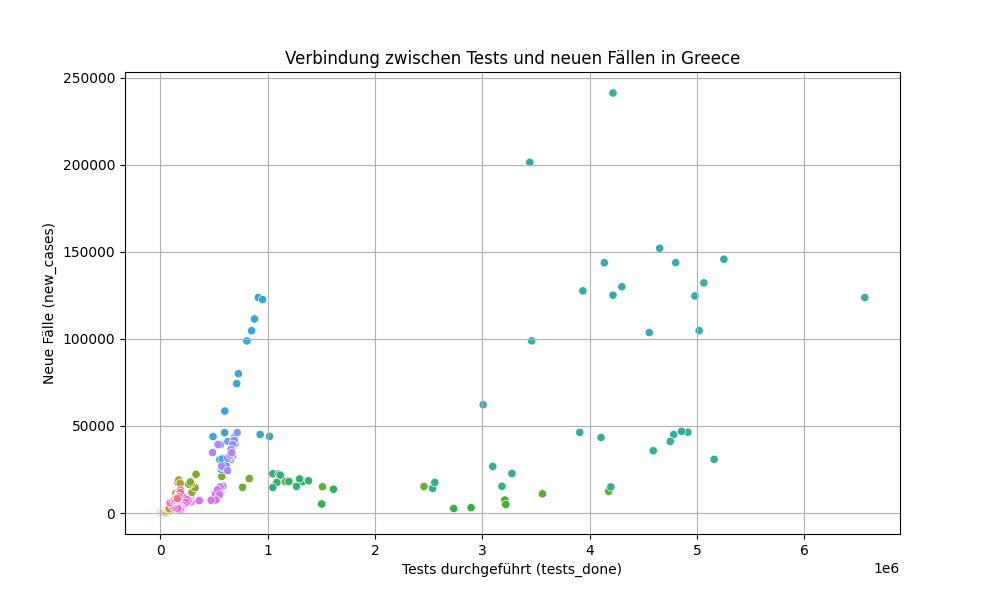 Verbindung zwischen Tests und neuen Fällen in Greece
250000
200000
150000
100000
50000
0
Neue Fälle (new_cases)
0 1 2 3 4 5 6
1e6
Tests durchgeführt (tests_done)